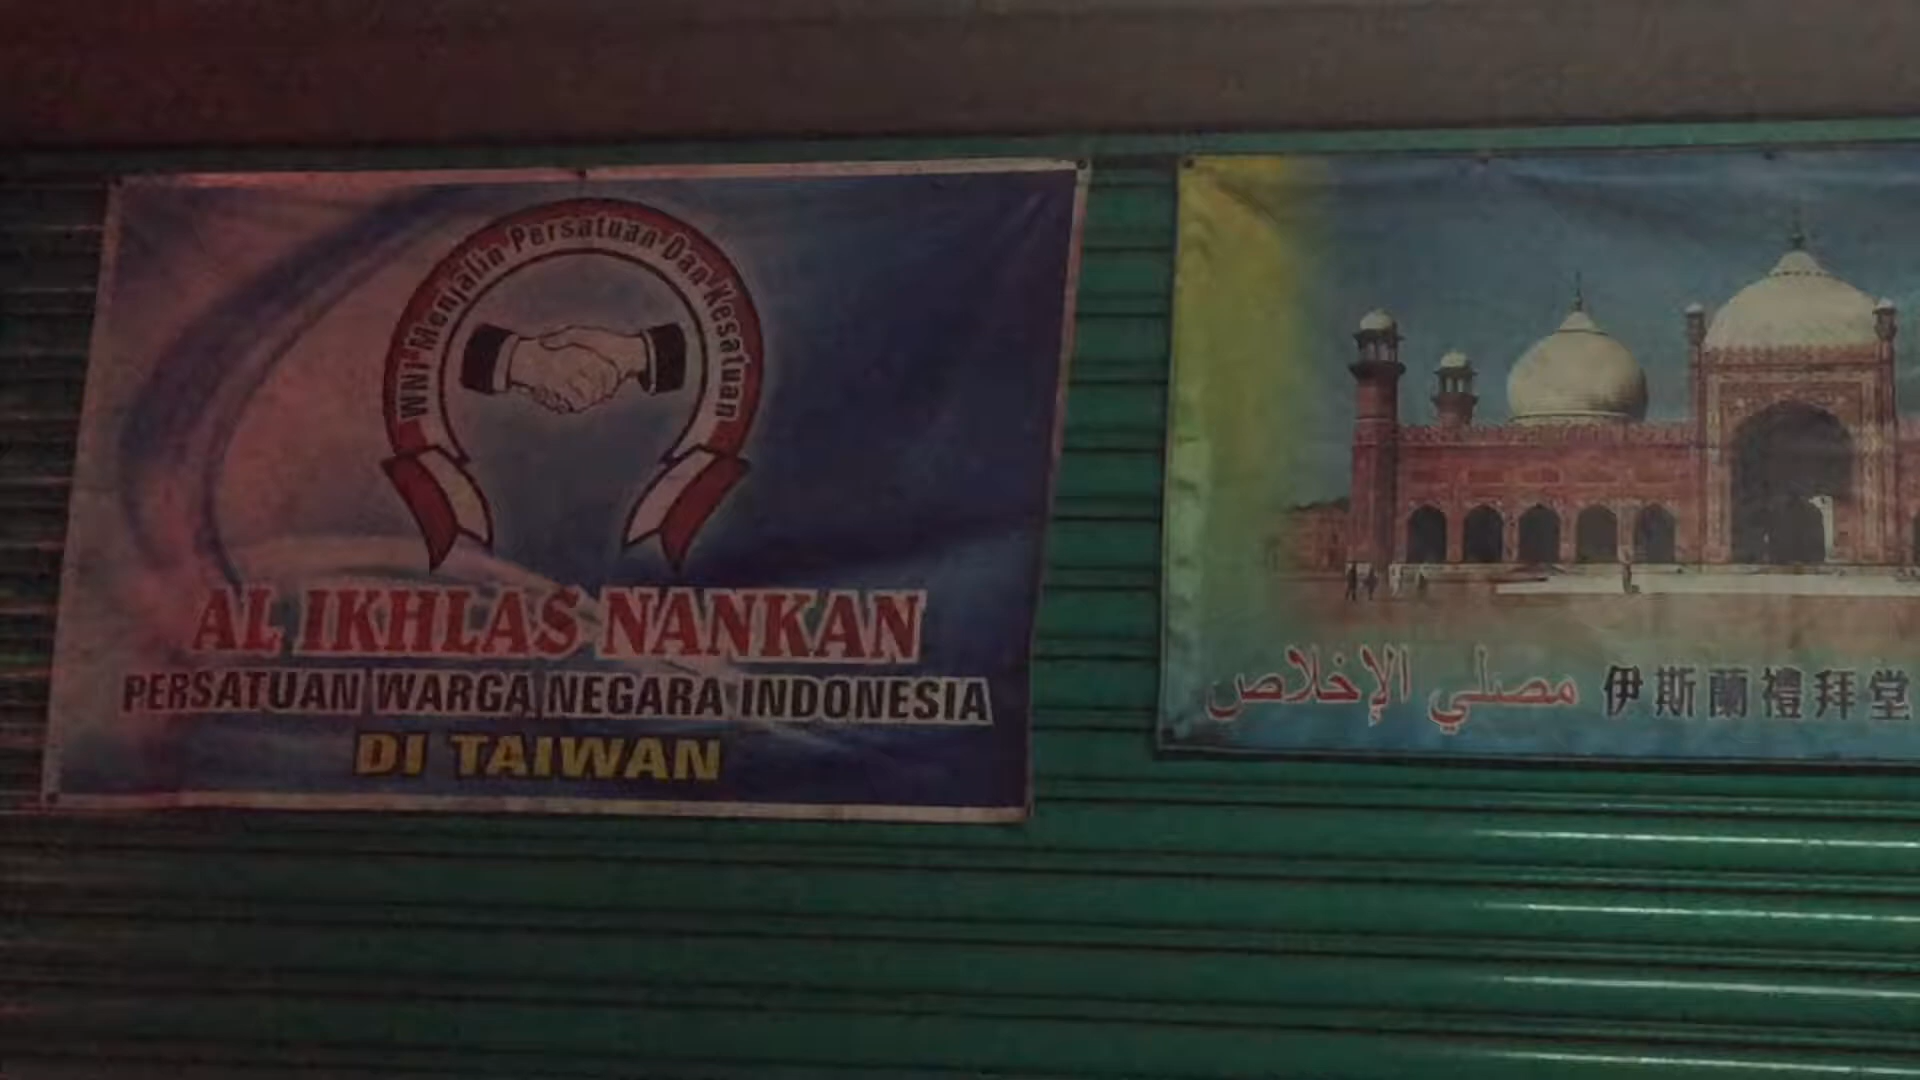 WNI Menjalin Persatuan Dan Kesatuan
AL IKHLAS NANKAN
PERSATUAN WARGA NEGARA INDONESIA
DI TAIWAN
مصلي الإخلاص 伊斯蘭禮拜堂